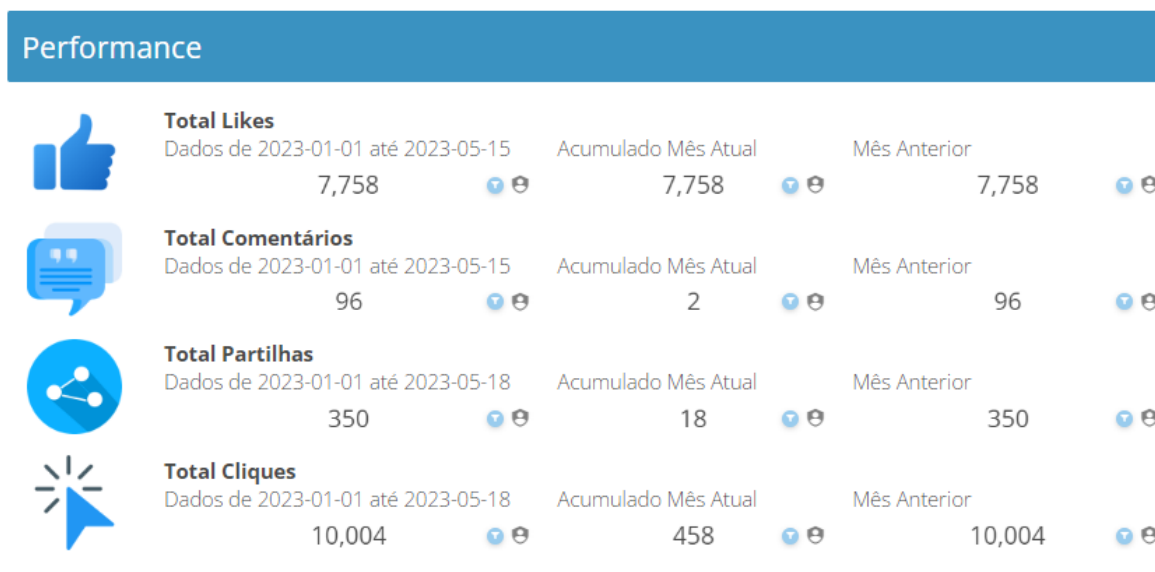 Performance
Total Likes
Dados de 2023-01-01 até 2023-05-15 Acumulado Mês Atual Mês Anterior
7,758 7,758 7,758
Total Comentários
Dados de 2023-01-01 até 2023-05-15 Acumulado Mês Atual Mês Anterior
96 2 96
Total Partilhas
Dados de 2023-01-01 até 2023-05-18 Acumulado Mês Atual Mês Anterior
350 18 350
Total Cliques
Dados de 2023-01-01 até 2023-05-18 Acumulado Mês Atual Mês Anterior
10,004 458 10,004